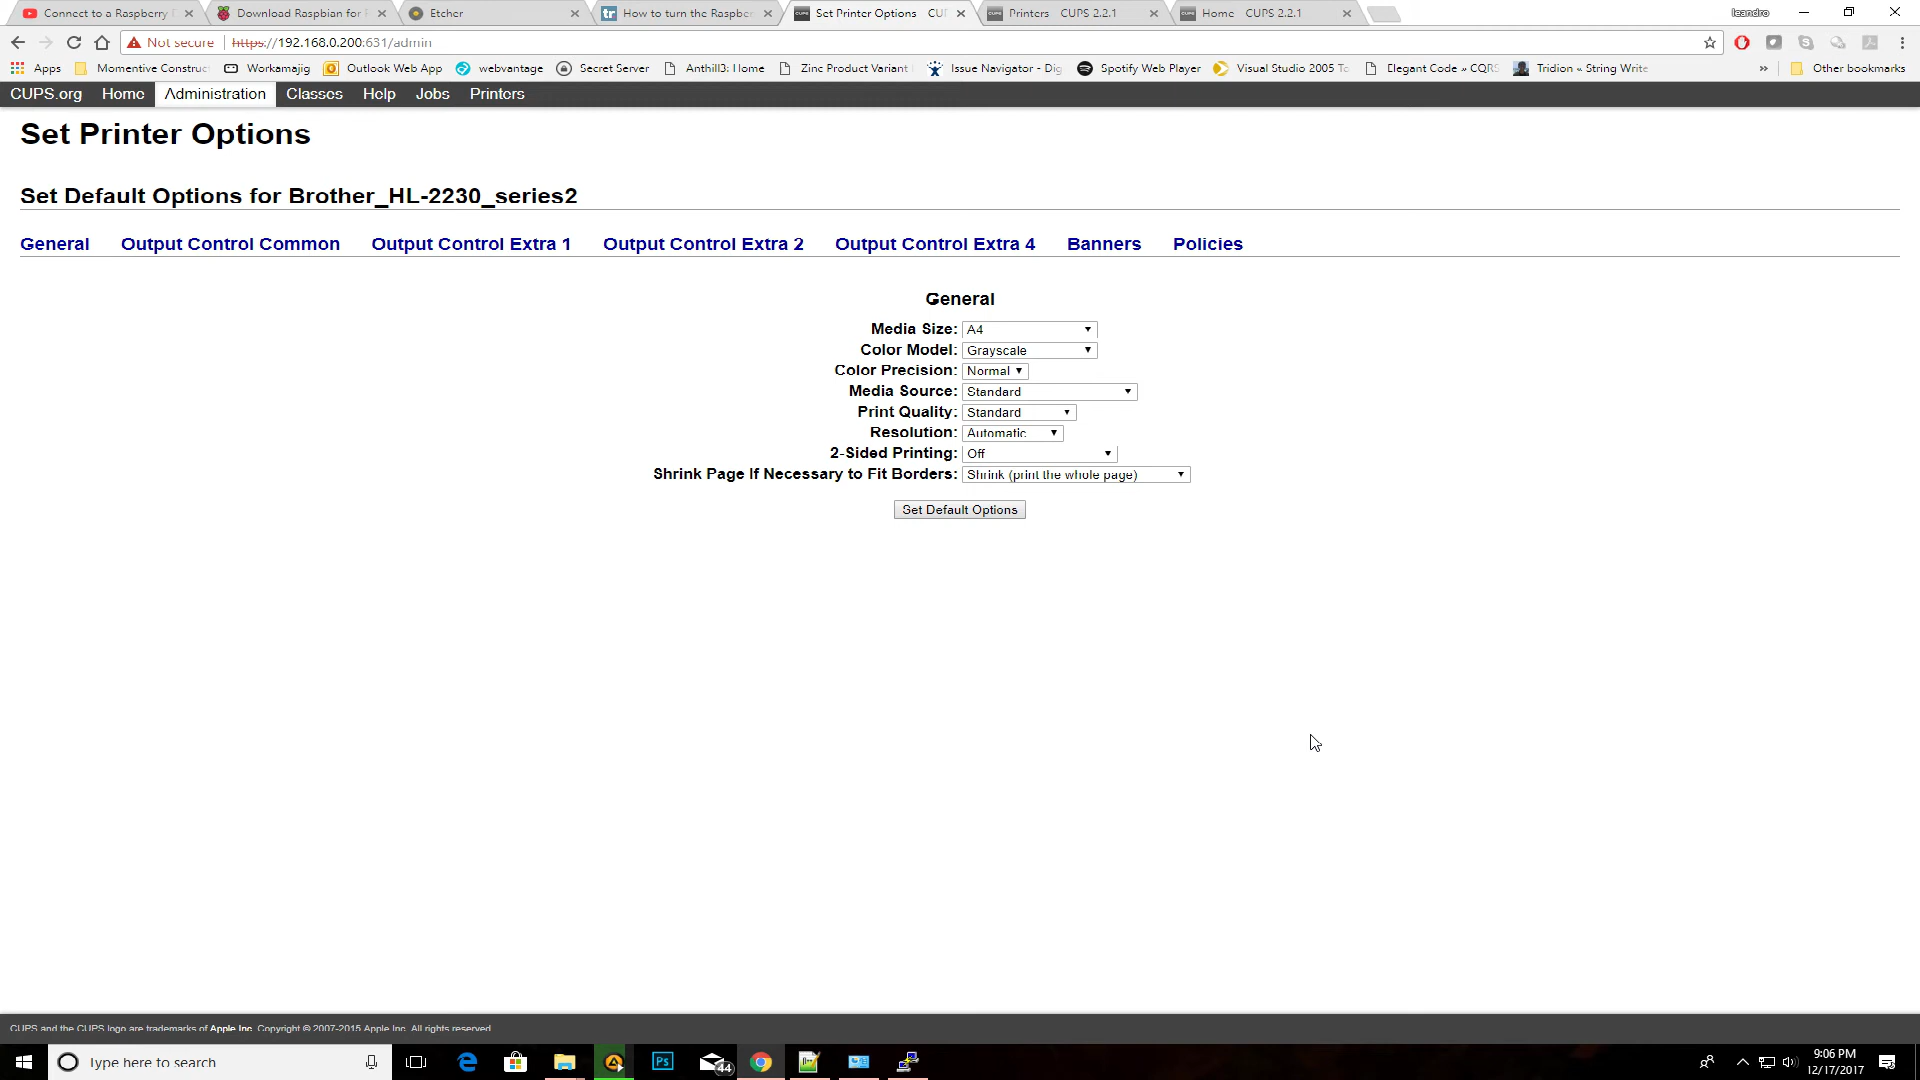 Connect to a Raspberry
Download Raspbian for
Etcher
tr How to turn the Raspbe
Set Printer Options CU
Printers CUPS 2.2.1
Home CUPS 2.2.1
leandro
Not secure https://192.168.0.200:631/admin
Apps Momentive Construc Workamajig Outlook Web App webvantage Secret Server Anthill3: Home Zinc Product Variant Issue Navigator - Dig Spotify Web Player Visual Studio 2005 To Elegant Code » CQRS Tridion « String Write » Other bookmarks
CUPS.org Home Administration Classes Help Jobs Printers
Set Printer Options
Set Default Options for Brother_HL-2230_series2
General Output Control Common Output Control Extra 1 Output Control Extra 2 Output Control Extra 4 Banners Policies
General
Media Size: A4
Color Model: Grayscale
Color Precision: Normal
Media Source: Standard
Print Quality: Standard
Resolution: Automatic
2-Sided Printing: Off
Shrink Page If Necessary to Fit Borders: Shrink (print the whole page)
Set Default Options
CUPS and the CUPS logo are trademarks of Apple Inc. Copyright © 2007-2015 Apple Inc. All rights reserved.
Type here to search
Ps
44
9:06 PM
12/17/2017